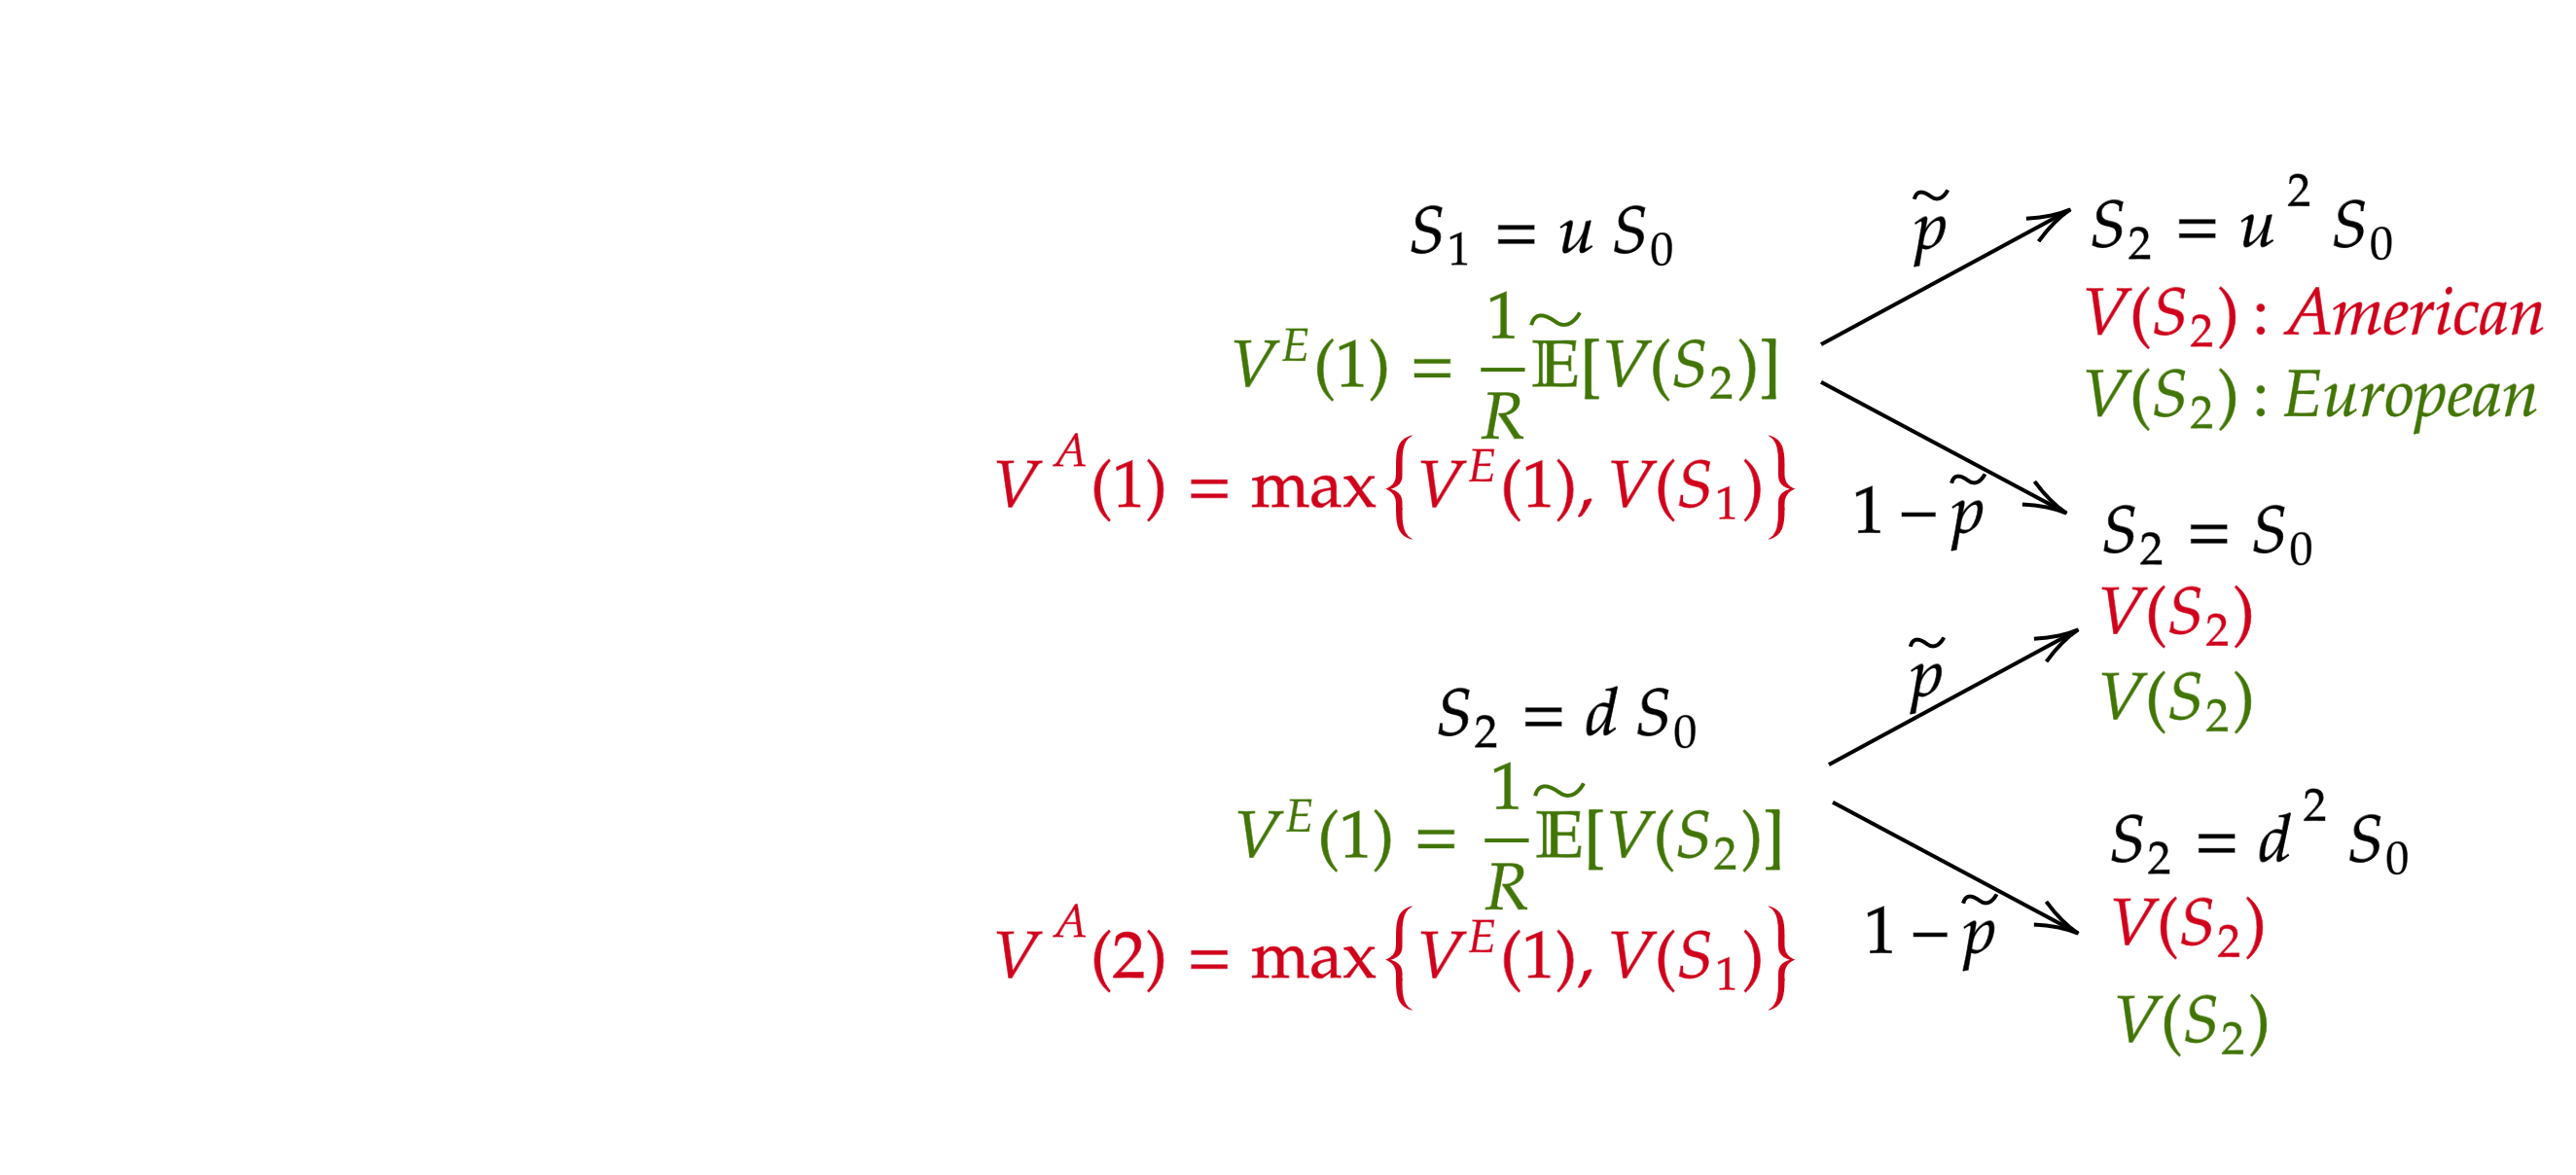 S₁ = u S₀
p̃
S₂ = u² S₀
V(S₂) : American
V^E(1) = 1/R 𝔼̃[V(S₂)]
V(S₂) : European
V^A(1) = max{V^E(1), V(S₁)}
1 − p̃
S₂ = S₀
V(S₂)
p̃
V(S₂)
S₂ = d S₀
V^E(1) = 1/R 𝔼̃[V(S₂)]
S₂ = d² S₀
V^A(2) = max{V^E(1), V(S₁)}
1 − p̃
V(S₂)
V(S₂)